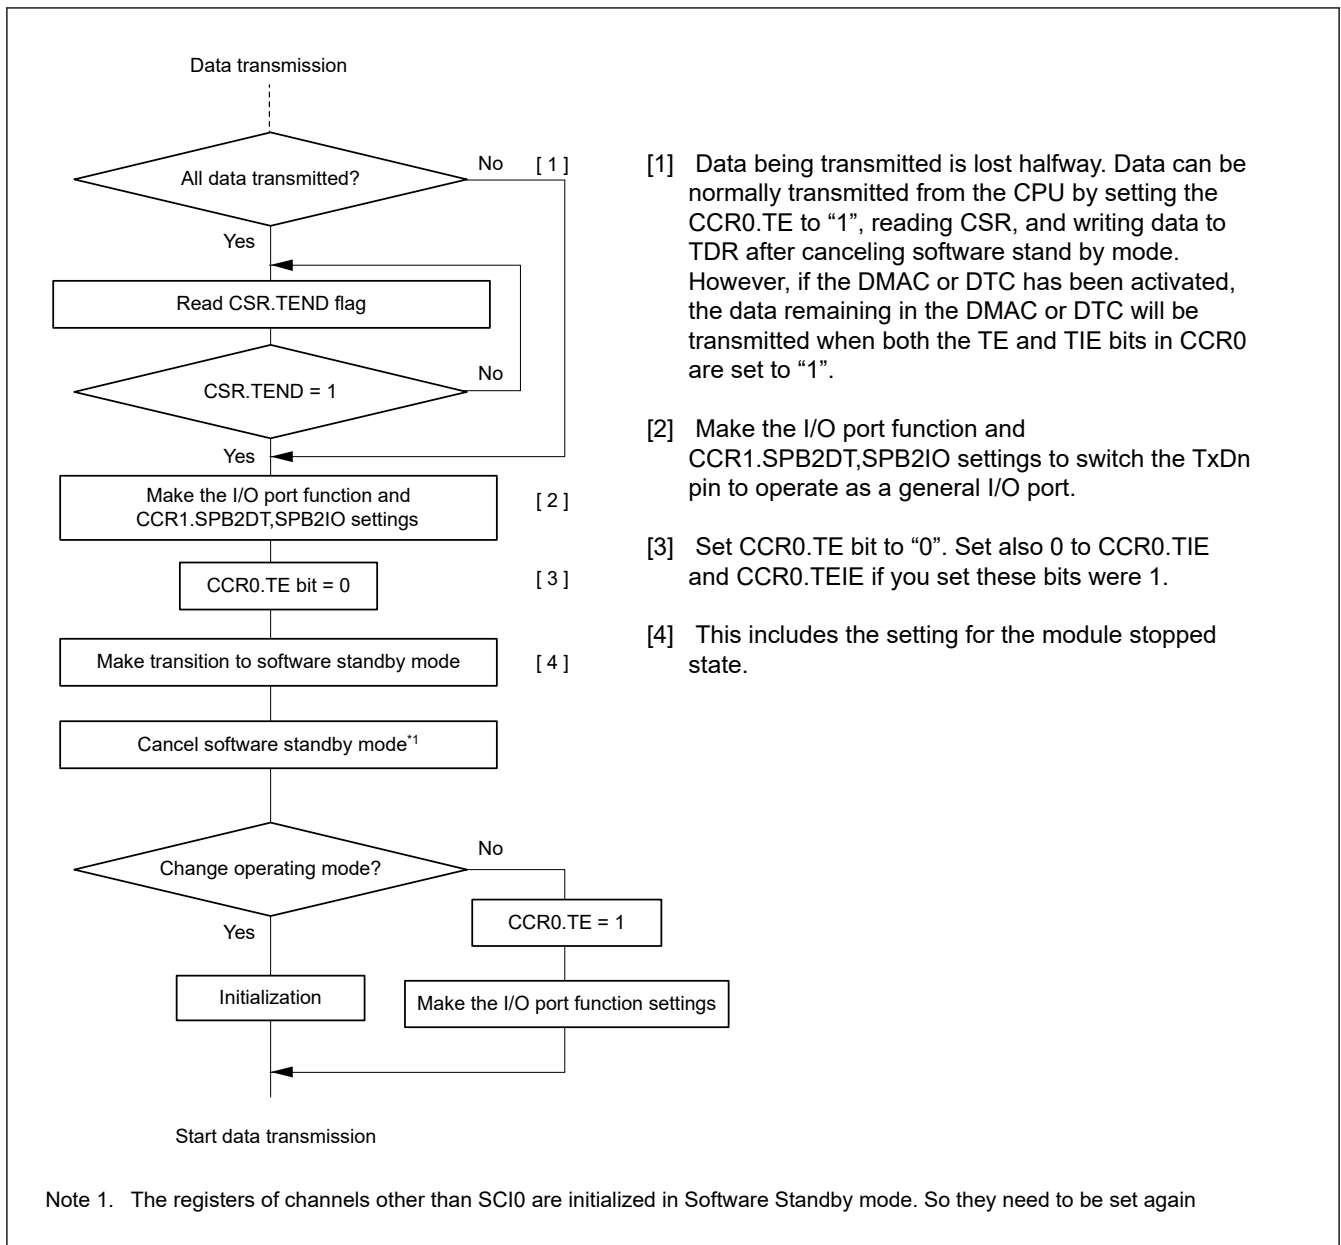 Data transmission
All data transmitted?
No
[ 1 ]
Yes
Read CSR.TEND flag
CSR.TEND = 1
No
Yes
Make the I/O port function and
CCR1.SPB2DT,SPB2IO settings
[ 2 ]
CCR0.TE bit = 0
[ 3 ]
Make transition to software standby mode
[ 4 ]
Cancel software standby mode*1
Change operating mode?
No
Yes
CCR0.TE = 1
Initialization
Make the I/O port function settings
Start data transmission
[1] Data being transmitted is lost halfway. Data can be
normally transmitted from the CPU by setting the
CCR0.TE to “1”, reading CSR, and writing data to
TDR after canceling software stand by mode.
However, if the DMAC or DTC has been activated,
the data remaining in the DMAC or DTC will be
transmitted when both the TE and TIE bits in CCR0
are set to “1”.
[2] Make the I/O port function and
CCR1.SPB2DT,SPB2IO settings to switch the TxDn
pin to operate as a general I/O port.
[3] Set CCR0.TE bit to “0”. Set also 0 to CCR0.TIE
and CCR0.TEIE if you set these bits were 1.
[4] This includes the setting for the module stopped
state.
Note 1. The registers of channels other than SCI0 are initialized in Software Standby mode. So they need to be set again